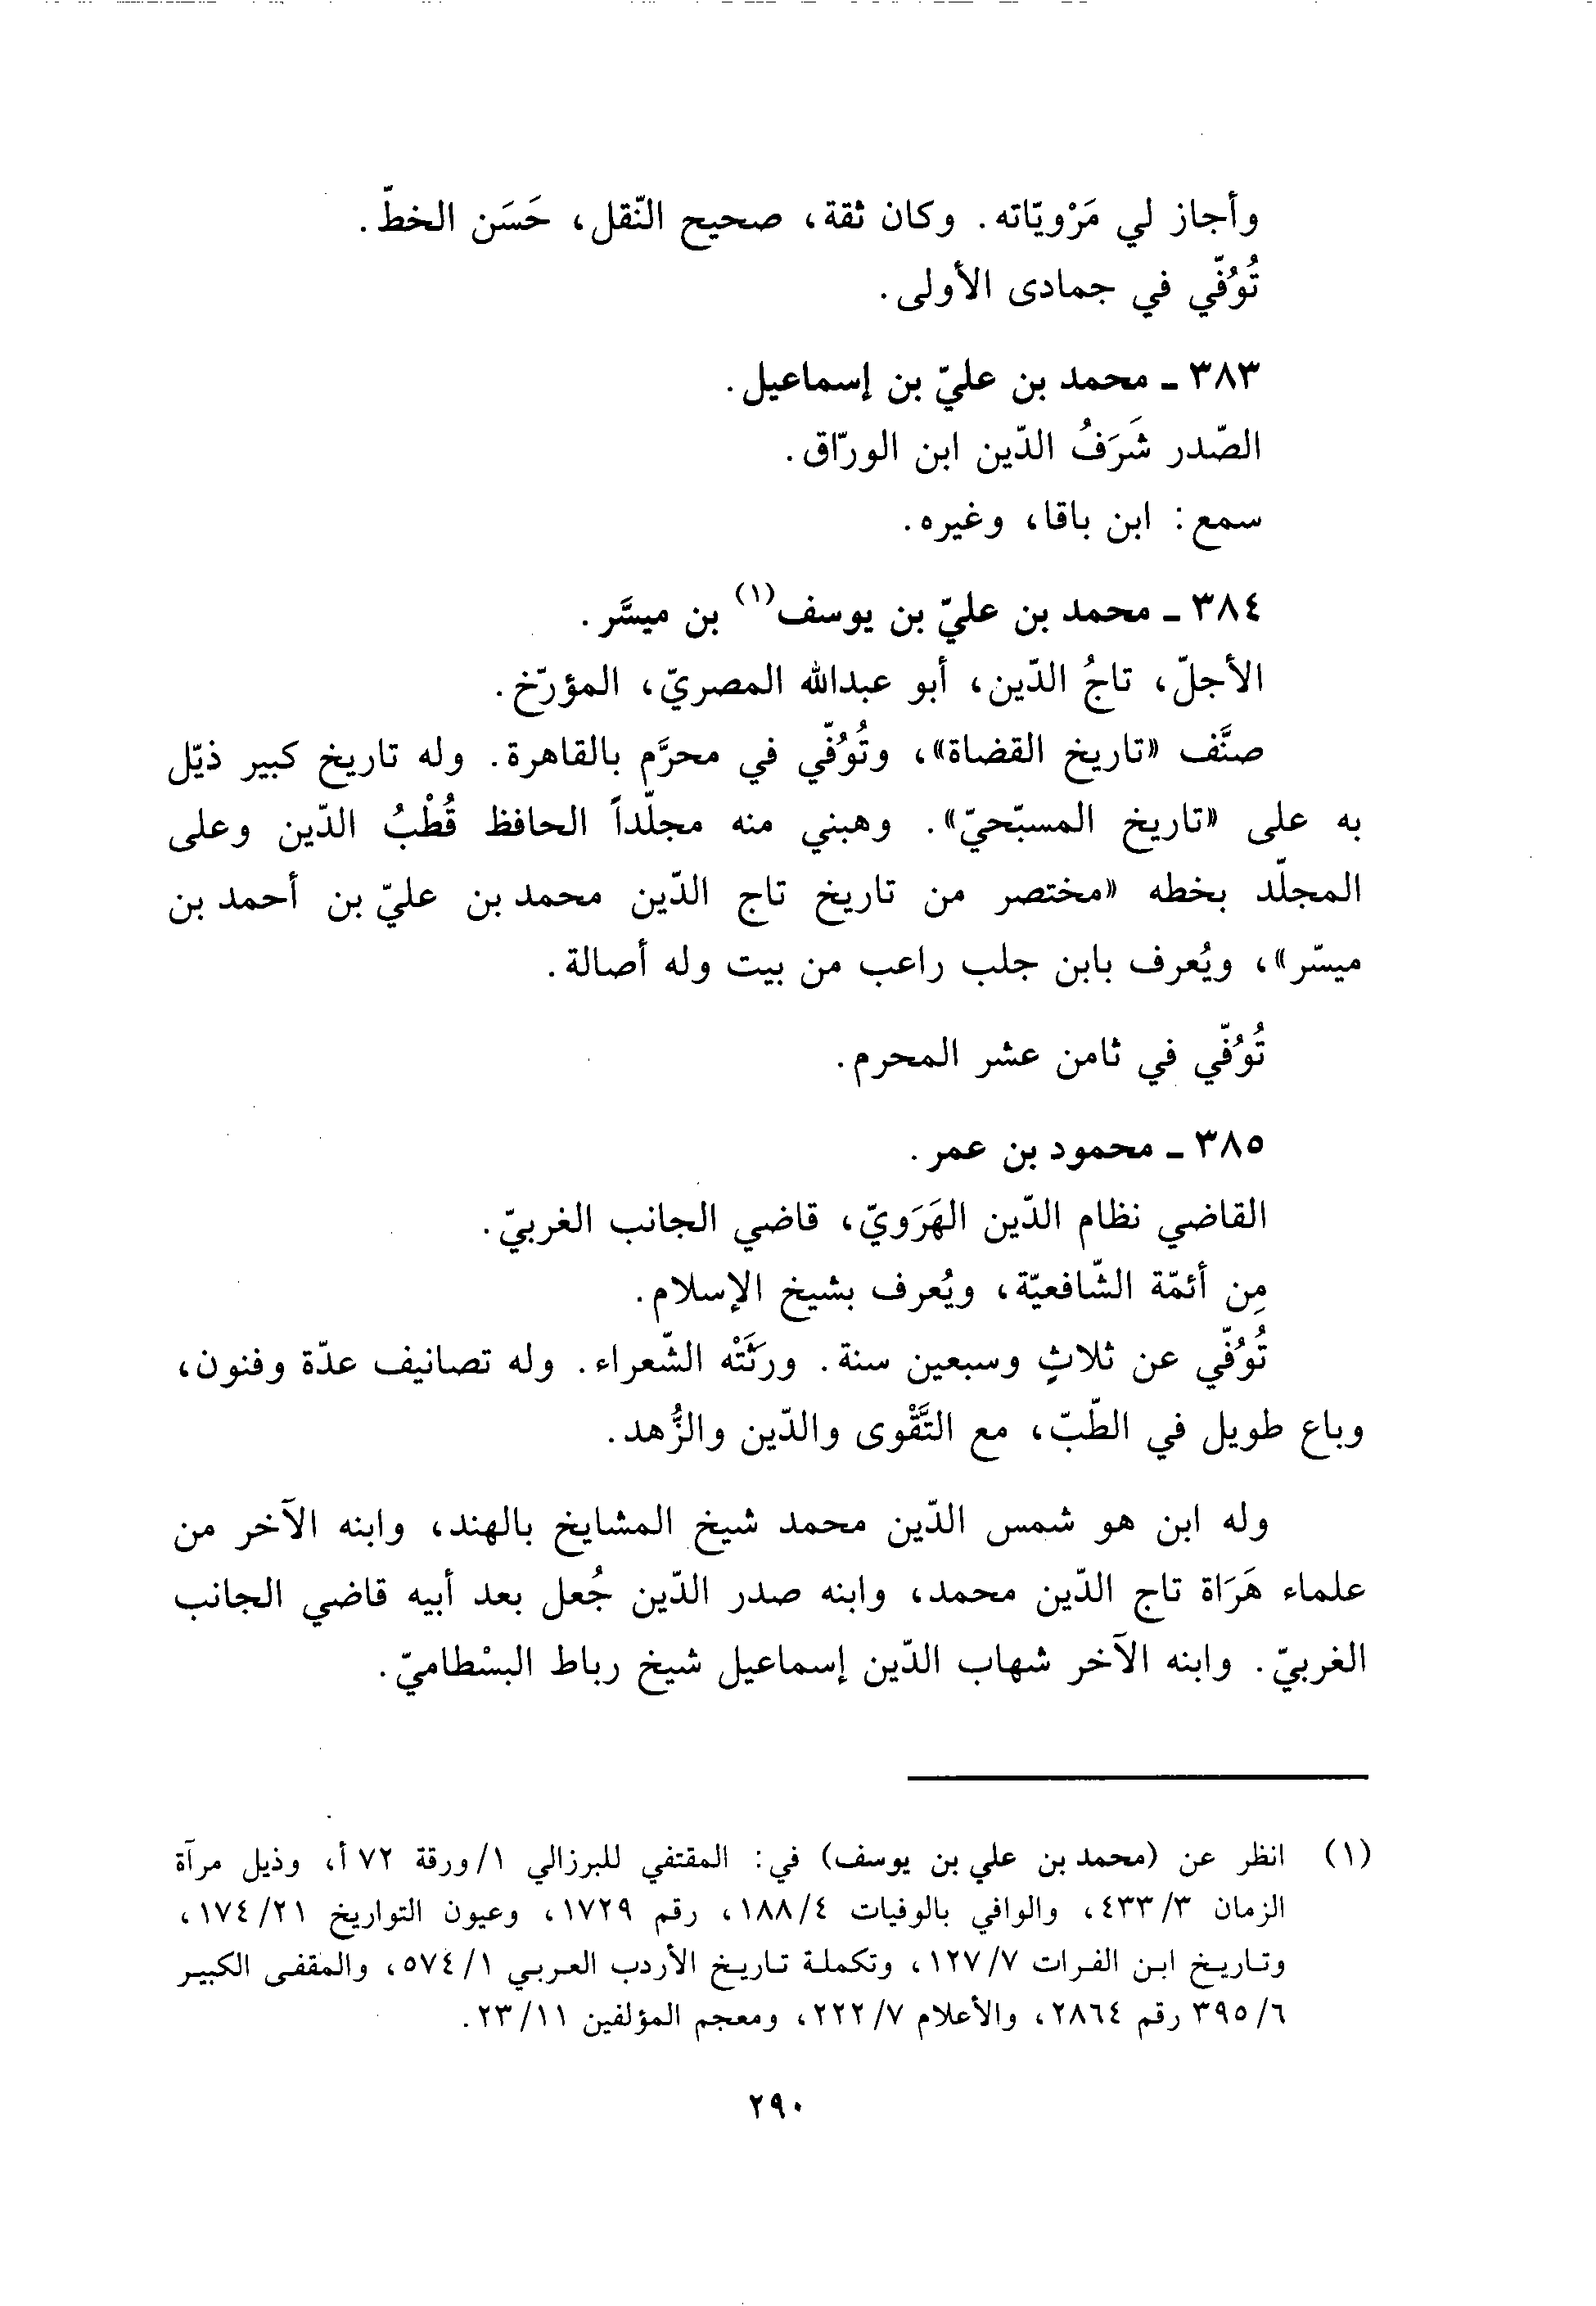 وأجاز لي مَرْويّاته. وكان ثقة، صحيح النّقل، حَسَن الخطّ.
تُوُفّي في جمادى الأولى.
٣٨٣ ـ محمد بن عليّ بن إسماعيل.
الصّدر شَرَفُ الدّين ابن الورّاق.
سمع: ابن باقا، وغيره.
٣٨٤ ـ محمد بن عليّ بن يوسف(١) بن ميسَّر.
الأجلّ، تاجُ الدّين، أبو عبدالله المصريّ، المؤرّخ.
صنَّف «تاريخ القضاة»، وتُوُفّي في محرَّم بالقاهرة. وله تاريخ كبير ذيّل
به على «تاريخ المسبّحيّ». وهبني منه مجلّداً الحافظ قُطْبُ الدّين وعلى
المجلّد بخطه «مختصر من تاريخ تاج الدّين محمد بن عليّ بن أحمد بن
ميسّر»، ويُعرف بابن جلب راعب من بيت وله أصالة.
تُوُفّي في ثامن عشر المحرم.
٣٨٥ ـ محمود بن عمر.
القاضي نظام الدّين الهَرَويّ، قاضي الجانب الغربيّ.
مِن أئمّة الشّافعيّة، ويُعرف بشيخ الإسلام.
تُوُفّي عن ثلاثٍ وسبعين سنة. ورثَتْه الشّعراء. وله تصانيف عدّة وفنون،
وباع طويل في الطّبّ، مع التَّقْوى والدّين والزُّهد.
وله ابن هو شمس الدّين محمد شيخ المشايخ بالهند، وابنه الآخر من
علماء هَرَاة تاج الدّين محمد، وابنه صدر الدّين جُعل بعد أبيه قاضي الجانب
الغربيّ. وابنه الآخر شهاب الدّين إسماعيل شيخ رباط البسْطاميّ.
(١) انظر عن (محمد بن علي بن يوسف) في: المقتفي للبرزالي ١/ورقة ٧٢ أ، وذيل مرآة
الزمان ٤٣٣/٣، والوافي بالوفيات ١٨٨/٤، رقم ١٧٢٩، وعيون التواريخ ١٧٤/٢١،
وتاريخ ابن الفرات ١٢٧/٧، وتكملة تاريخ الأردب العربي ٥٧٤/١، والمقفى الكبير
٣٩٥/٦ رقم ٢٨٦٤، والأعلام ٢٢٢/٧، ومعجم المؤلفين ٢٣/١١.
٢٩٠